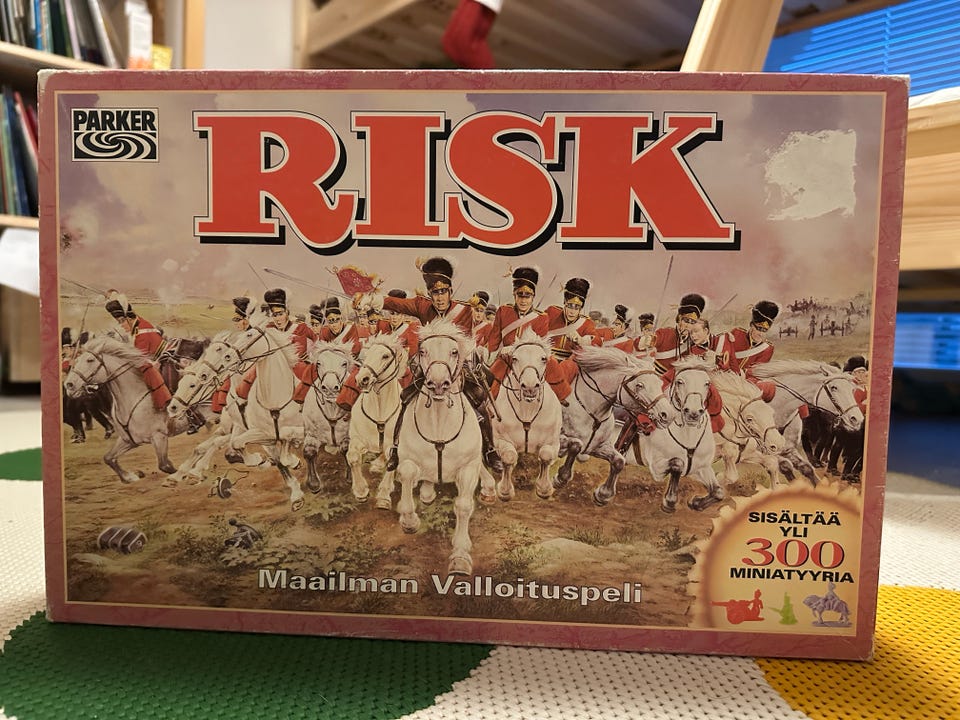 PARKER
RISK
SISÄLTÄÄ
YLI
300
MINIATYYRIA
Maailman Valloituspeli